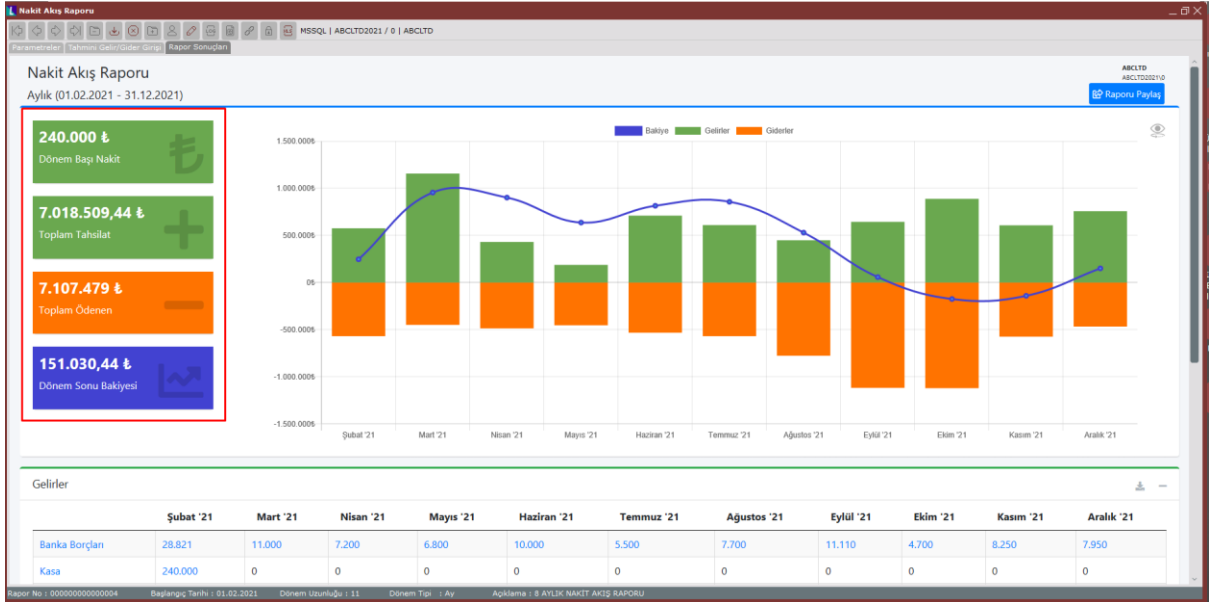 Nakit Akış Raporu
MSSQL | ABCLTD2021 / 0 | ABCLTD
Parametreler Tahmini Gelir/Gider Girişi Rapor Sonuçları
Nakit Akış Raporu
ABCLTD
ABCLTD2021\0
Aylık (01.02.2021 - 31.12.2021)
Raporu Paylaş
240.000 ₺
Dönem Başı Nakit
7.018.509,44 ₺
Toplam Tahsilat
7.107.479 ₺
Toplam Ödenen
151.030,44 ₺
Dönem Sonu Bakiyesi
Bakiye Gelirler Giderler
1.500.000₺
1.000.000₺
500.000₺
0₺
-500.000₺
-1.000.000₺
-1.500.000₺
Şubat '21 Mart '21 Nisan '21 Mayıs '21 Haziran '21 Temmuz '21 Ağustos '21 Eylül '21 Ekim '21 Kasım '21 Aralık '21
Gelirler
Şubat '21 Mart '21 Nisan '21 Mayıs '21 Haziran '21 Temmuz '21 Ağustos '21 Eylül '21 Ekim '21 Kasım '21 Aralık '21
Banka Borçları 28.821 11.000 7.200 6.800 10.000 5.500 7.700 11.110 4.700 8.250 7.950
Kasa 240.000 0 0 0 0 0 0 0 0 0 0
Rapor No : 000000000000004 Başlangıç Tarihi : 01.02.2021 Dönem Uzunluğu : 11 Dönem Tipi : Ay Açıklama : 8 AYLIK NAKİT AKIŞ RAPORU